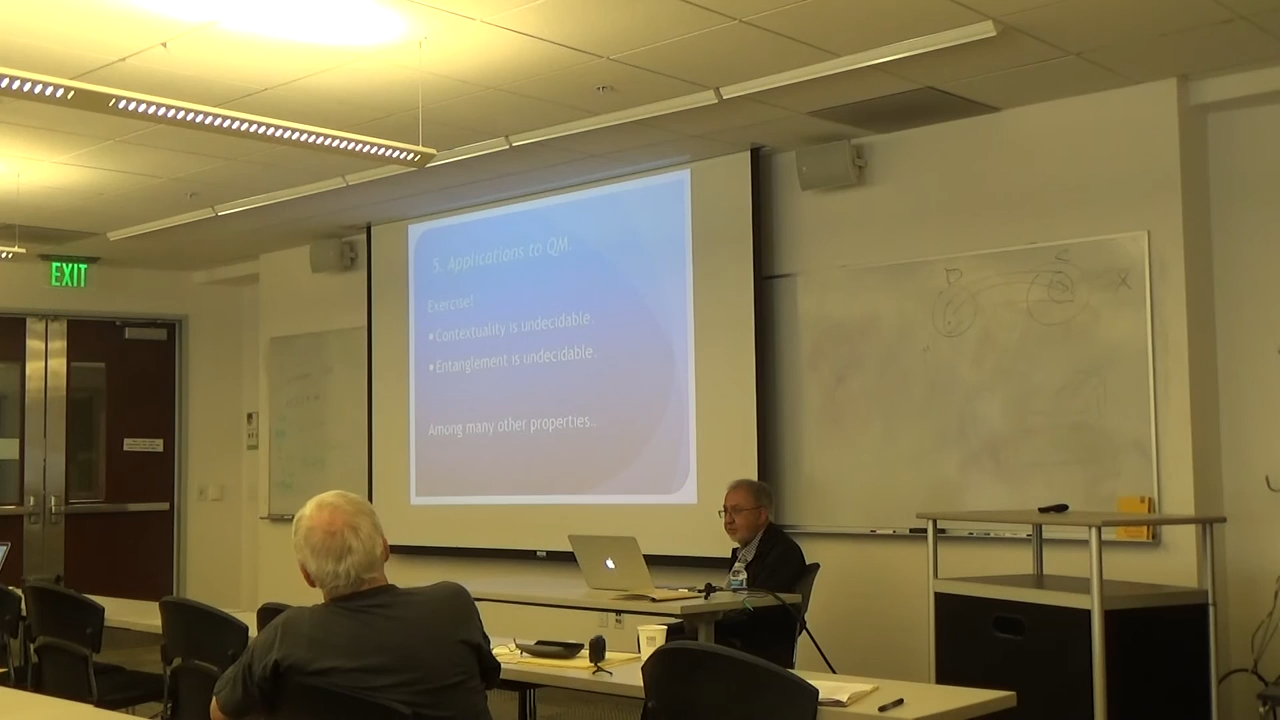 EXIT
5. Applications to QM.
Exercise!
•Contextuality is undecidable.
•Entanglement is undecidable.
Among many other properties..
D
X